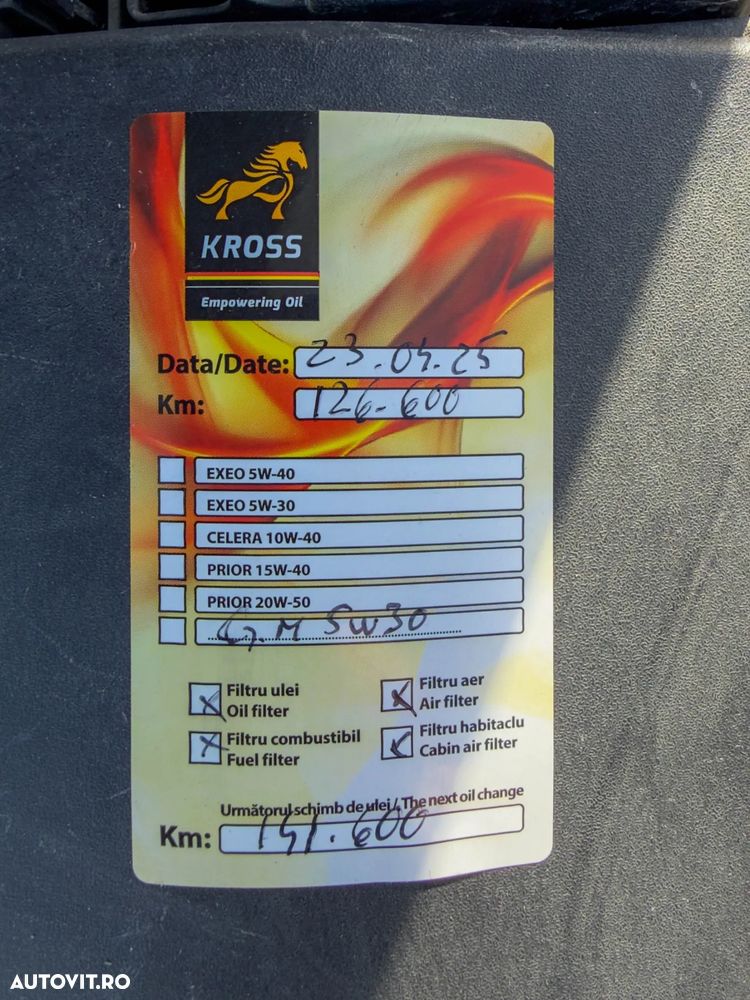 KROSS
Empowering Oil
Data/Date: 23.04.25
Km: 126-600
EXEO 5W-40
EXEO 5W-30
CELERA 10W-40
PRIOR 15W-40
PRIOR 20W-50
GM 5W30
Filtru ulei
Oil filter
Filtru aer
Air filter
Filtru combustibil
Fuel filter
Filtru habitaclu
Cabin air filter
Următorul schimb de ulei / The next oil change
Km: 141.600
AUTOVIT.RO